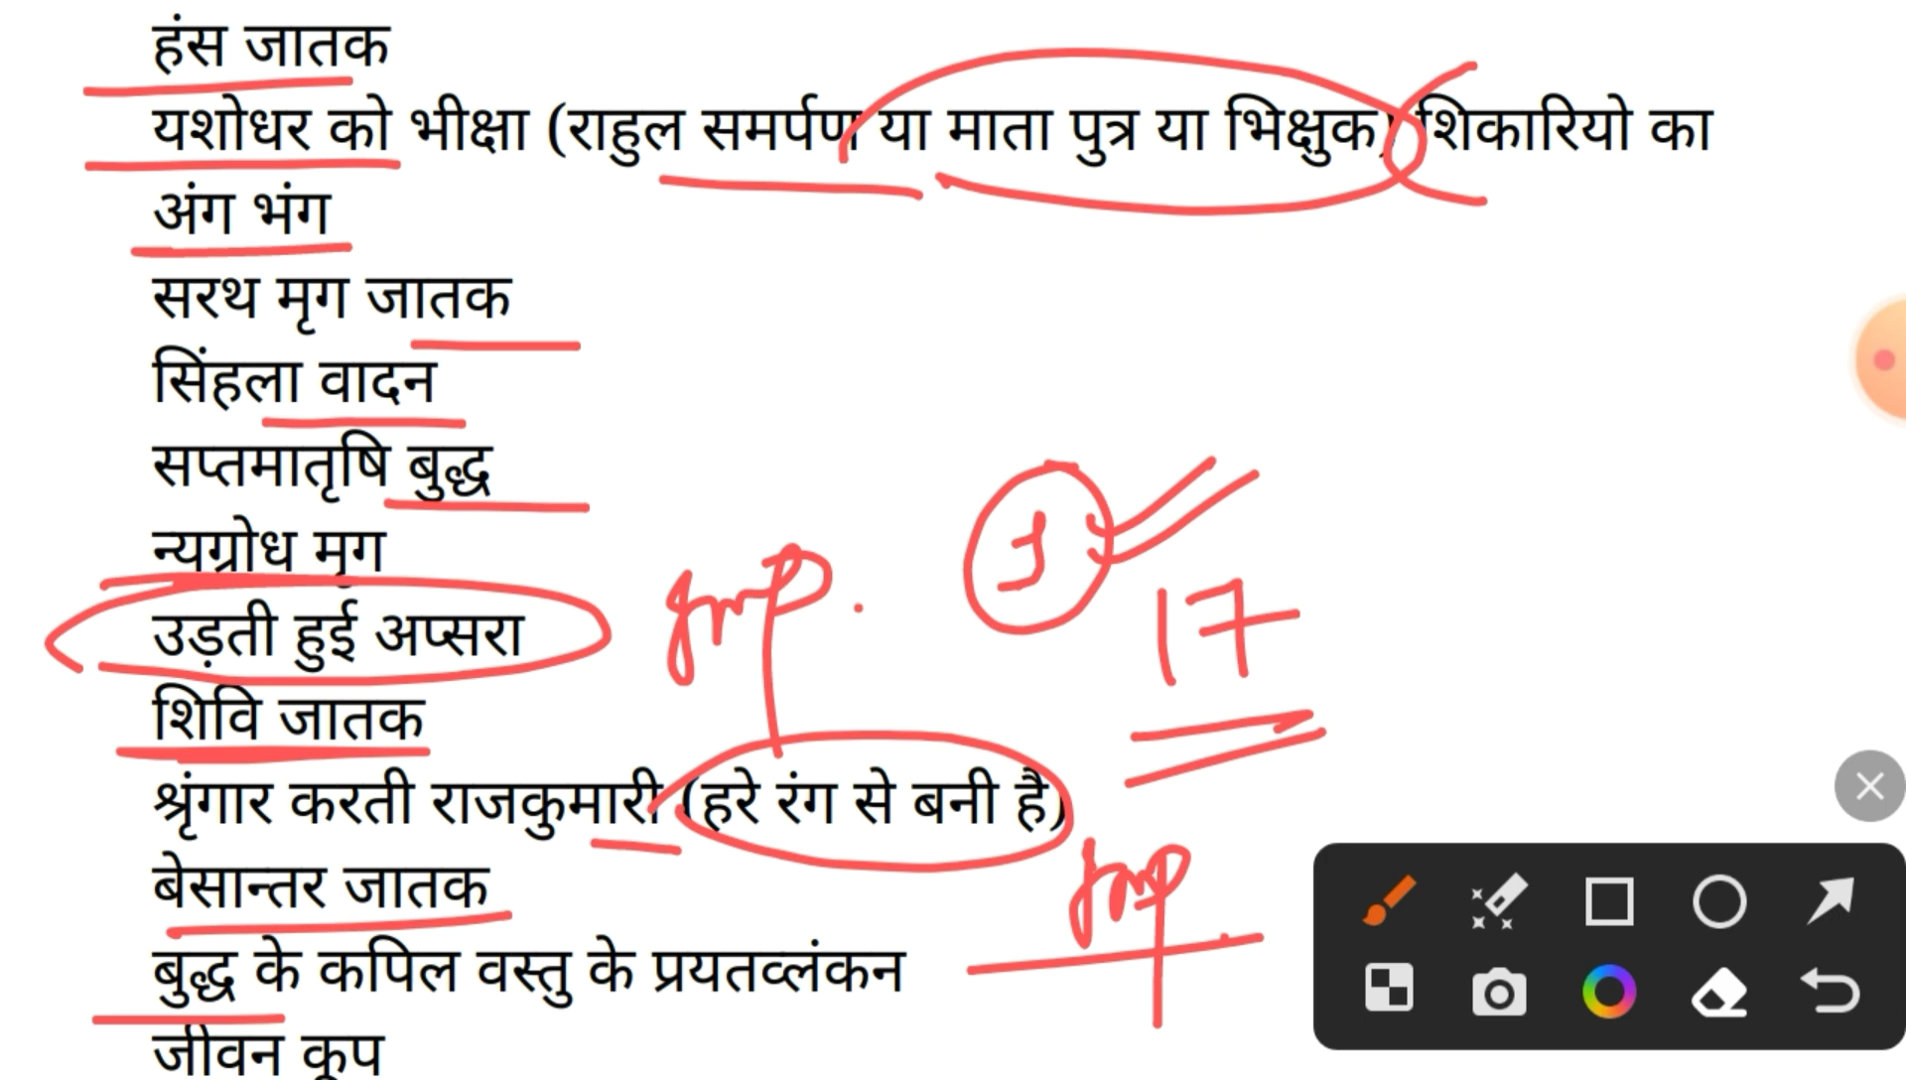 हंस जातक
यशोधर को भीक्षा (राहुल समर्पण या माता पुत्र या भिक्षुक) शिकारियो का
अंग भंग
सरथ मृग जातक
सिंहला वादन
सप्तमातृषि बुद्ध
न्यग्रोध मृग
उड़ती हुई अप्सरा
Imp.
17
शिवि जातक
श्रृंगार करती राजकुमारी (हरे रंग से बनी है)
बेसान्तर जातक
Imp.
बुद्ध के कपिल वस्तु के प्रयतव्लंकन
जीवन कूप